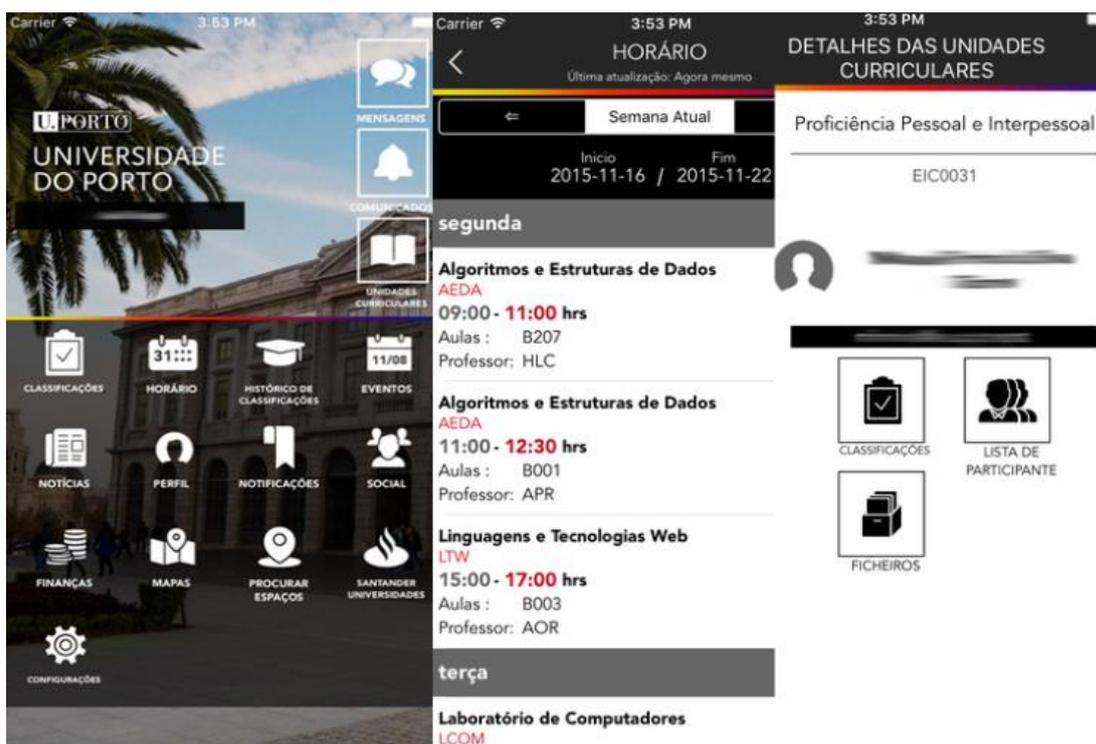 Carrier 3:53 PM
MENSAGENS
U.PORTO
UNIVERSIDADE
DO PORTO
COMUNICADOS
UNIDADES
CURRICULARES
31
11/08
CLASSIFICAÇÕES
HORÁRIO
HISTÓRICO DE
CLASSIFICAÇÕES
EVENTOS
NOTÍCIAS
PERFIL
NOTIFICAÇÕES
SOCIAL
FINANÇAS
MAPAS
PROCURAR
ESPAÇOS
SANTANDER
UNIVERSIDADES
CONFIGURAÇÕES
Carrier 3:53 PM
HORÁRIO
Última atualização: Agora mesmo
Semana Atual
Inicio Fim
2015-11-16 / 2015-11-22
segunda
Algoritmos e Estruturas de Dados
AEDA
09:00 - 11:00 hrs
Aulas : B207
Professor: HLC
Algoritmos e Estruturas de Dados
AEDA
11:00 - 12:30 hrs
Aulas : B001
Professor: APR
Linguagens e Tecnologias Web
LTW
15:00 - 17:00 hrs
Aulas : B003
Professor: AOR
terça
Laboratório de Computadores
LCOM
3:53 PM
DETALHES DAS UNIDADES
CURRICULARES
Proficiência Pessoal e Interpessoal
EIC0031
CLASSIFICAÇÕES
LISTA DE
PARTICIPANTE
FICHEIROS